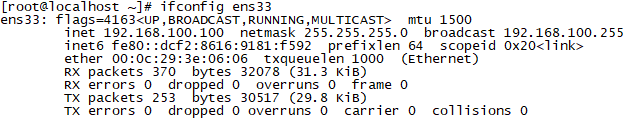 [root@localhost ~]# ifconfig ens33
ens33: flags=4163<UP,BROADCAST,RUNNING,MULTICAST>  mtu 1500
        inet 192.168.100.100  netmask 255.255.255.0  broadcast 192.168.100.255
        inet6 fe80::dcf2:8616:9181:f592  prefixlen 64  scopeid 0x20<link>
        ether 00:0c:29:3e:06:06  txqueuelen 1000  (Ethernet)
        RX packets 370  bytes 32078 (31.3 KiB)
        RX errors 0  dropped 0  overruns 0  frame 0
        TX packets 253  bytes 30517 (29.8 KiB)
        TX errors 0  dropped 0 overruns 0  carrier 0  collisions 0